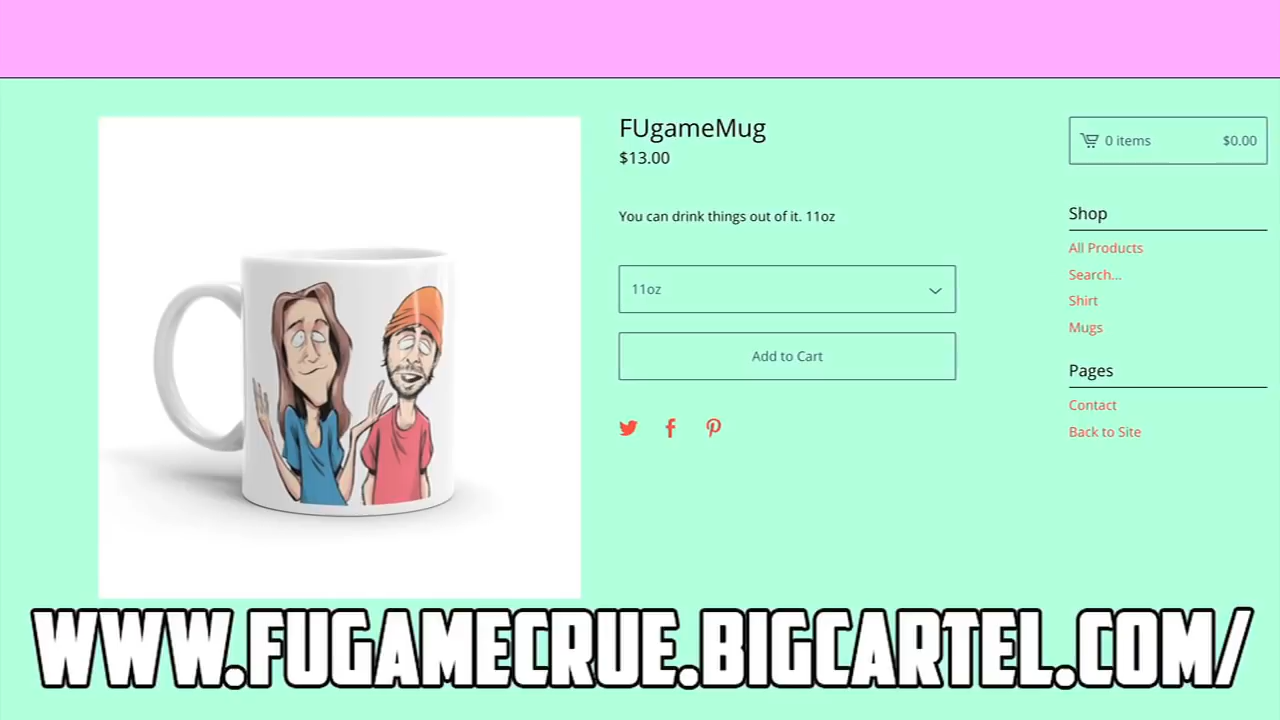 FUgameMug
$13.00
You can drink things out of it. 11oz
11oz
Add to Cart
0 items $0.00
Shop
All Products
Search...
Shirt
Mugs
Pages
Contact
Back to Site
WWW.FUGAMECRUE.BIGCARTEL.COM/